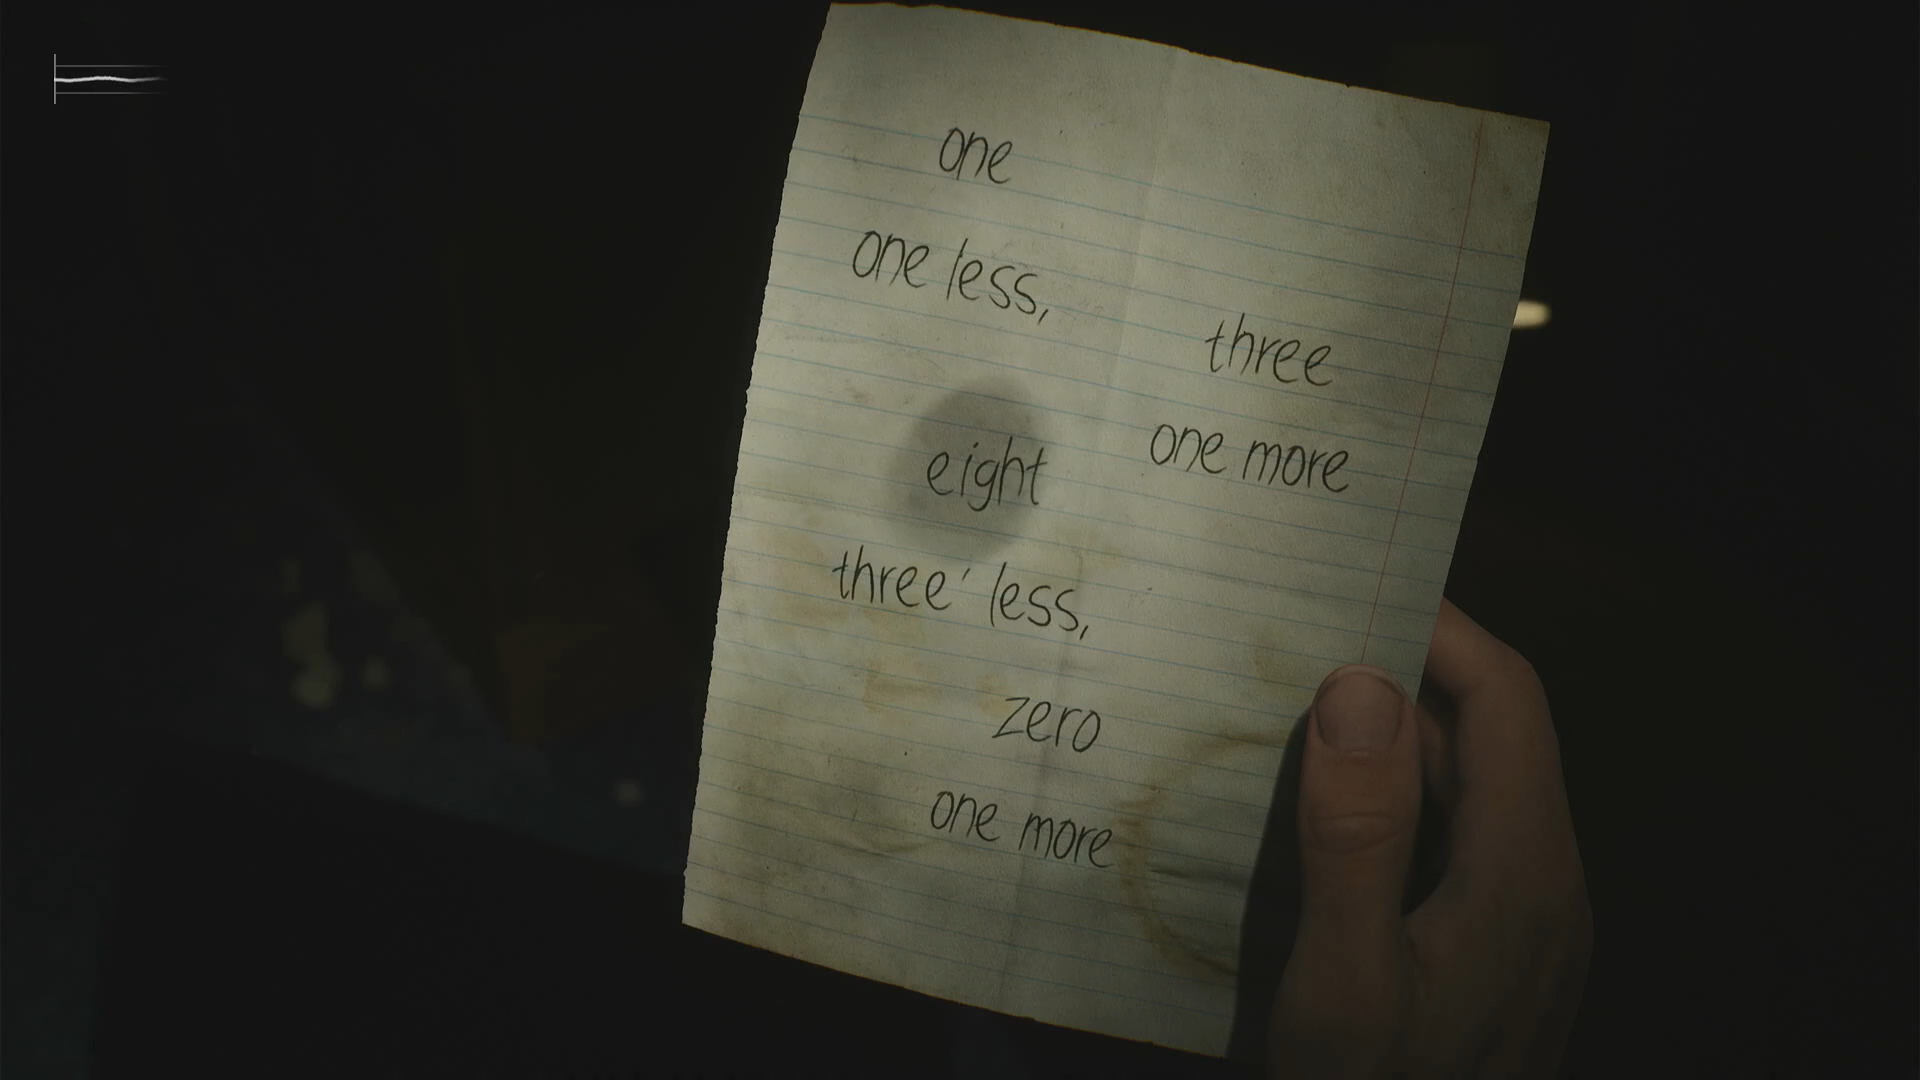 one
one less,
three
one more
eight
three' less,
zero
one more